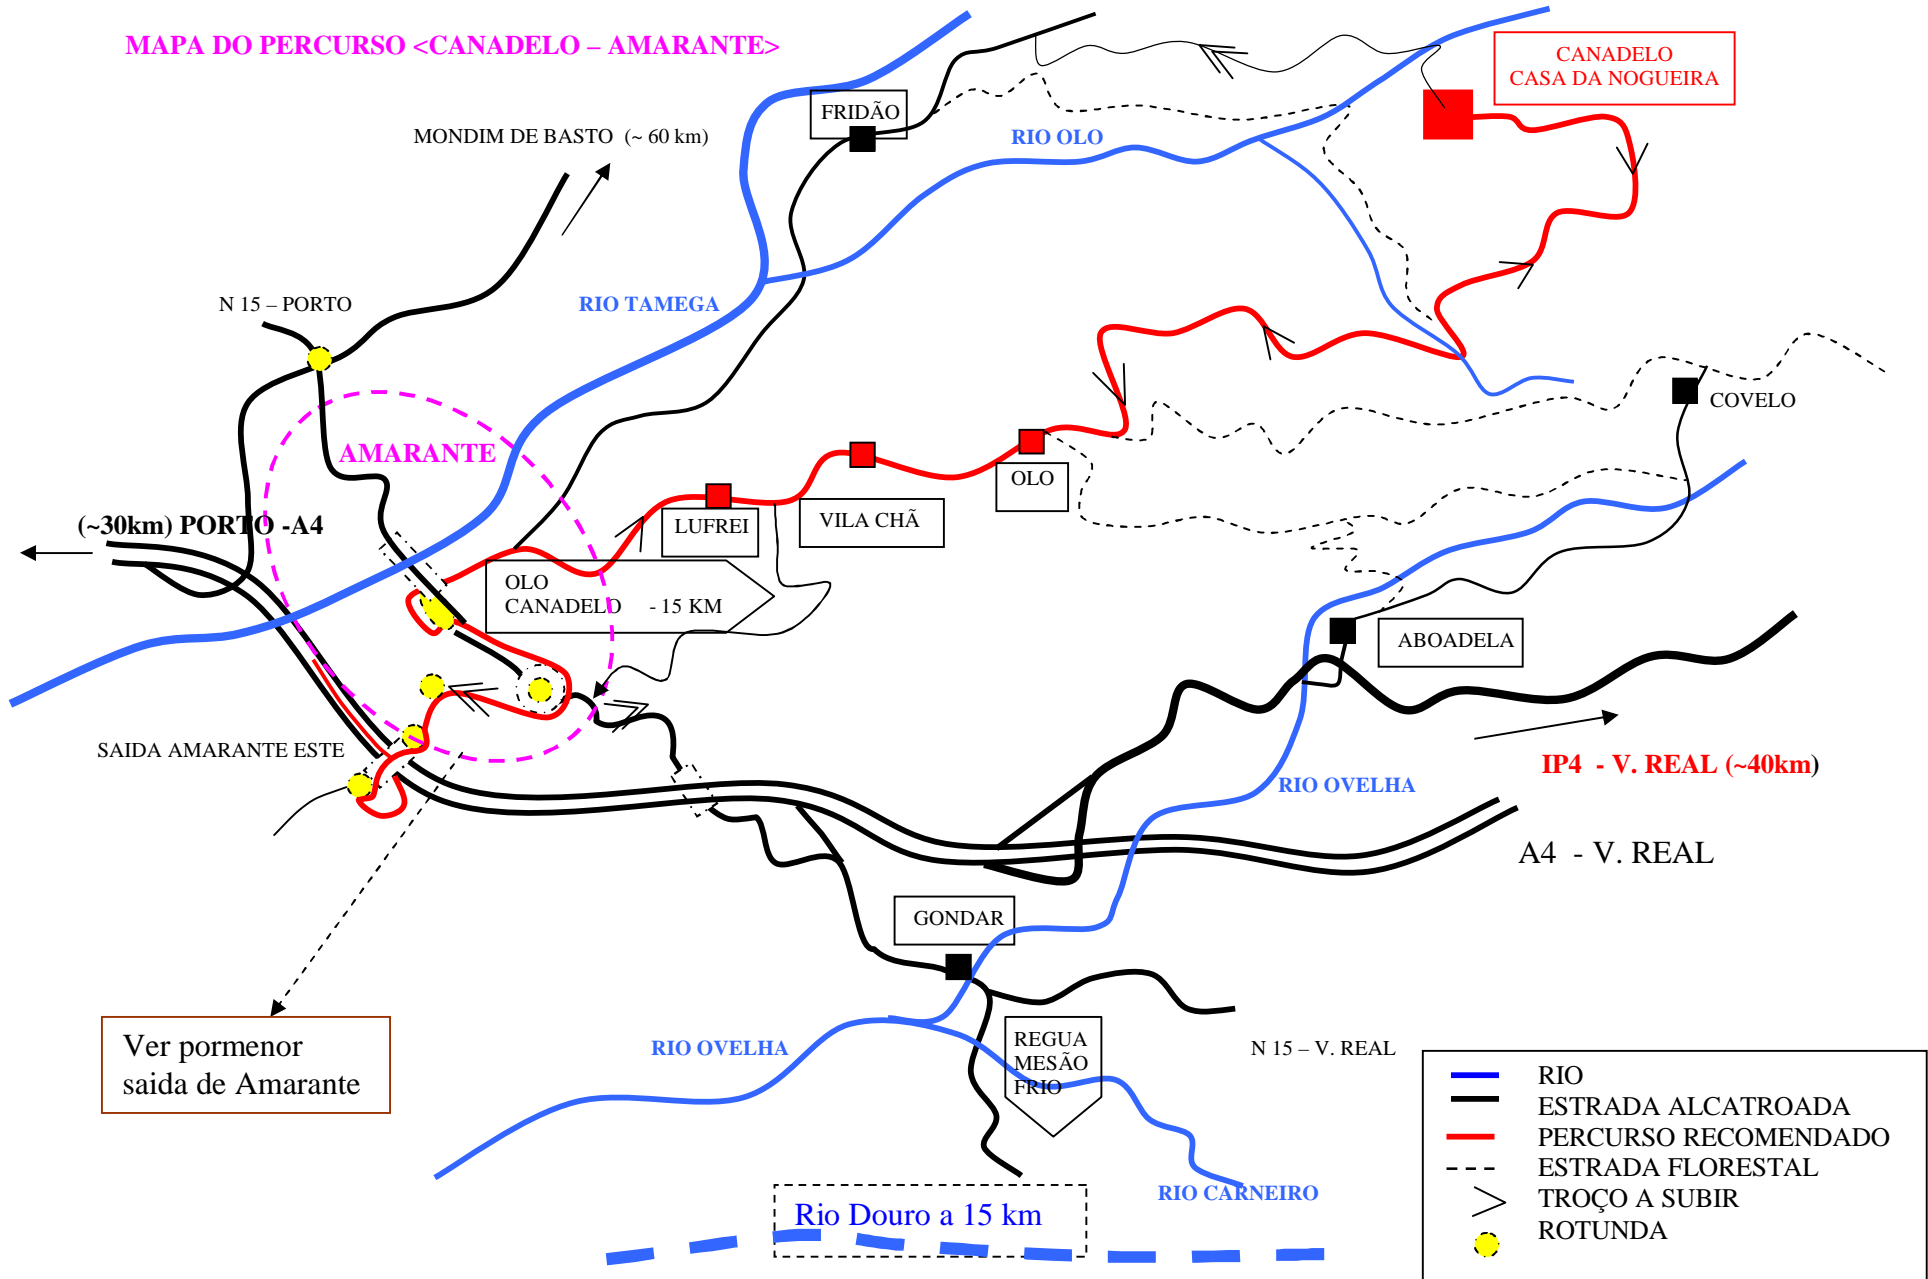 MAPA DO PERCURSO <CANADELO – AMARANTE>
CANADELO
CASA DA NOGUEIRA
FRIDÃO
MONDIM DE BASTO (~ 60 km)
RIO OLO
N 15 – PORTO
RIO TAMEGA
COVELO
AMARANTE
OLO
(~30km) PORTO -A4
LUFREI
VILA CHÃ
OLO
CANADELO - 15 KM
ABOADELA
SAIDA AMARANTE ESTE
IP4 - V. REAL (~40km)
RIO OVELHA
A4 - V. REAL
GONDAR
Ver pormenor
saida de Amarante
RIO OVELHA
REGUA
MESÃO
FRIO
N 15 – V. REAL
RIO CARNEIRO
Rio Douro a 15 km
RIO
ESTRADA ALCATROADA
PERCURSO RECOMENDADO
ESTRADA FLORESTAL
TROÇO A SUBIR
ROTUNDA